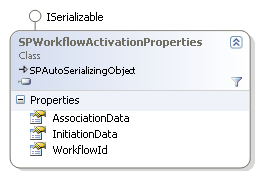 ISerializable
SPWorkflowActivationProperties
Class
SPAutoSerializingObject
Properties
AssociationData
InitiationData
WorkflowId